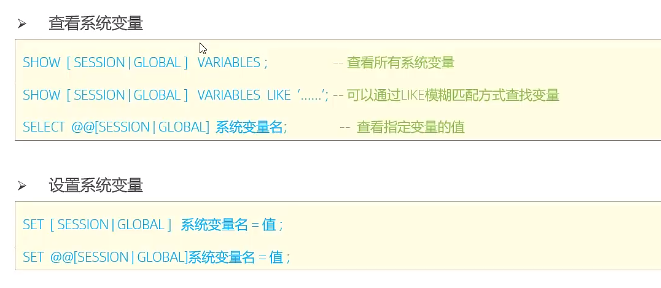 ➢ 查看系统变量
SHOW [ SESSION | GLOBAL ] VARIABLES ; -- 查看所有系统变量
SHOW [ SESSION | GLOBAL ] VARIABLES LIKE '......'; -- 可以通过LIKE模糊匹配方式查找变量
SELECT @@[SESSION | GLOBAL] 系统变量名; -- 查看指定变量的值
➢ 设置系统变量
SET [ SESSION | GLOBAL ] 系统变量名 = 值 ;
SET @@[SESSION | GLOBAL]系统变量名 = 值 ;